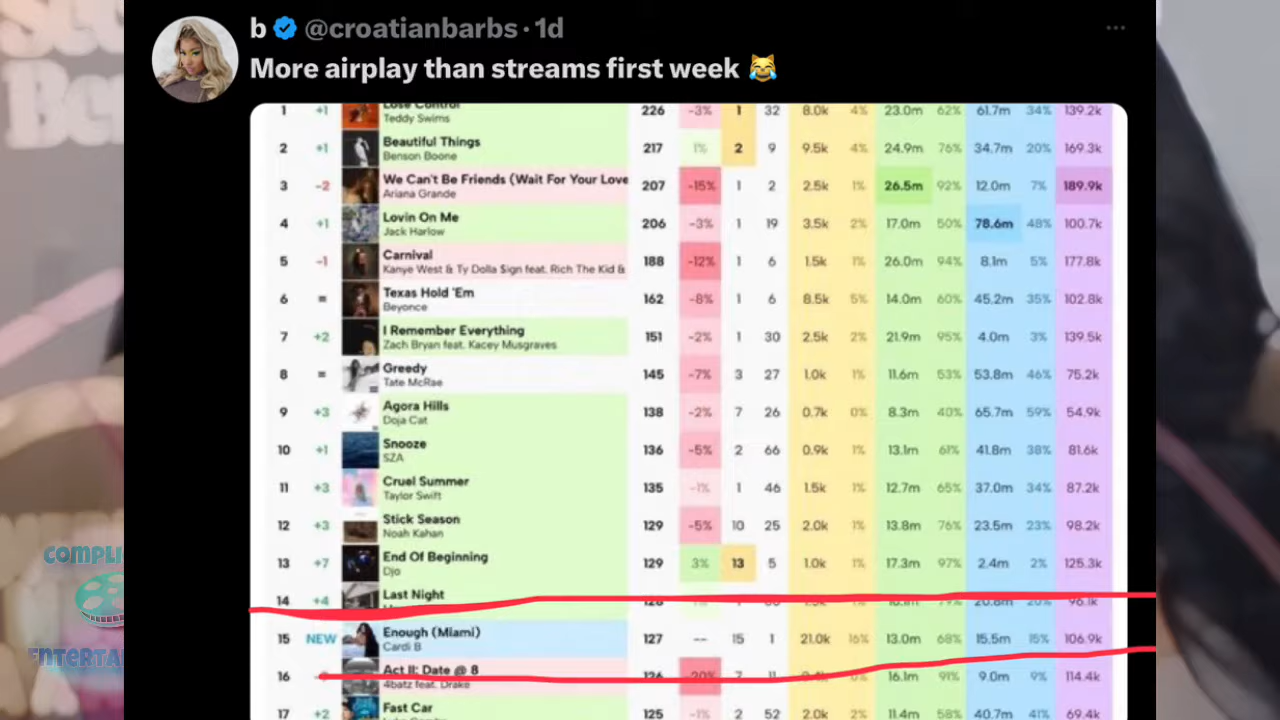 b @croatianbarbs · 1d
More airplay than streams first week 😹
1 +1 Lose Control 226 -3% 1 32 8.0k 4% 23.0m 62% 61.7m 34% 139.2k
Teddy Swims
2 +1 Beautiful Things 217 1% 2 9 9.5k 4% 24.9m 76% 34.7m 20% 169.3k
Benson Boone
3 -2 We Can't Be Friends (Wait For Your Love 207 -15% 1 2 2.5k 1% 26.5m 92% 12.0m 7% 189.9k
Ariana Grande
4 +1 Lovin On Me 206 -3% 1 19 3.5k 2% 17.0m 50% 78.6m 48% 100.7k
Jack Harlow
5 -1 Carnival 188 -12% 1 6 1.5k 1% 26.0m 94% 8.1m 5% 177.8k
Kanye West & Ty Dolla $ign feat. Rich The Kid &
6 = Texas Hold 'Em 162 -8% 1 6 8.5k 5% 14.0m 60% 45.2m 35% 102.8k
Beyonce
7 +2 I Remember Everything 151 -2% 1 30 2.5k 2% 21.9m 95% 4.0m 3% 139.5k
Zach Bryan feat. Kacey Musgraves
8 = Greedy 145 -7% 3 27 1.0k 1% 11.6m 53% 53.8m 46% 75.2k
Tate McRae
9 +3 Agora Hills 138 -2% 7 26 0.7k 0% 8.3m 40% 65.7m 59% 54.9k
Doja Cat
10 +1 Snooze 136 -5% 2 66 0.9k 1% 13.1m 61% 41.8m 38% 81.6k
SZA
11 +3 Cruel Summer 135 -1% 1 46 1.5k 1% 12.7m 65% 37.0m 34% 87.2k
Taylor Swift
12 +3 Stick Season 129 -5% 10 25 2.0k 1% 13.8m 76% 23.5m 23% 98.2k
Noah Kahan
13 +7 End Of Beginning 129 3% 13 5 1.0k 1% 17.3m 97% 2.4m 2% 125.3k
Djo
14 +4 Last Night
15 NEW Enough (Miami) 127 -- 15 1 21.0k 16% 13.0m 68% 15.5m 15% 106.9k
Cardi B
16 Act II: Date @ 8 126 -20% 7 11 16.1m 91% 9.0m 9% 114.4k
4batz feat. Drake
17 +2 Fast Car 125 -1% 2 52 2.0k 2% 11.4m 58% 40.7m 41% 69.4k
COMPLI
ENTERTA